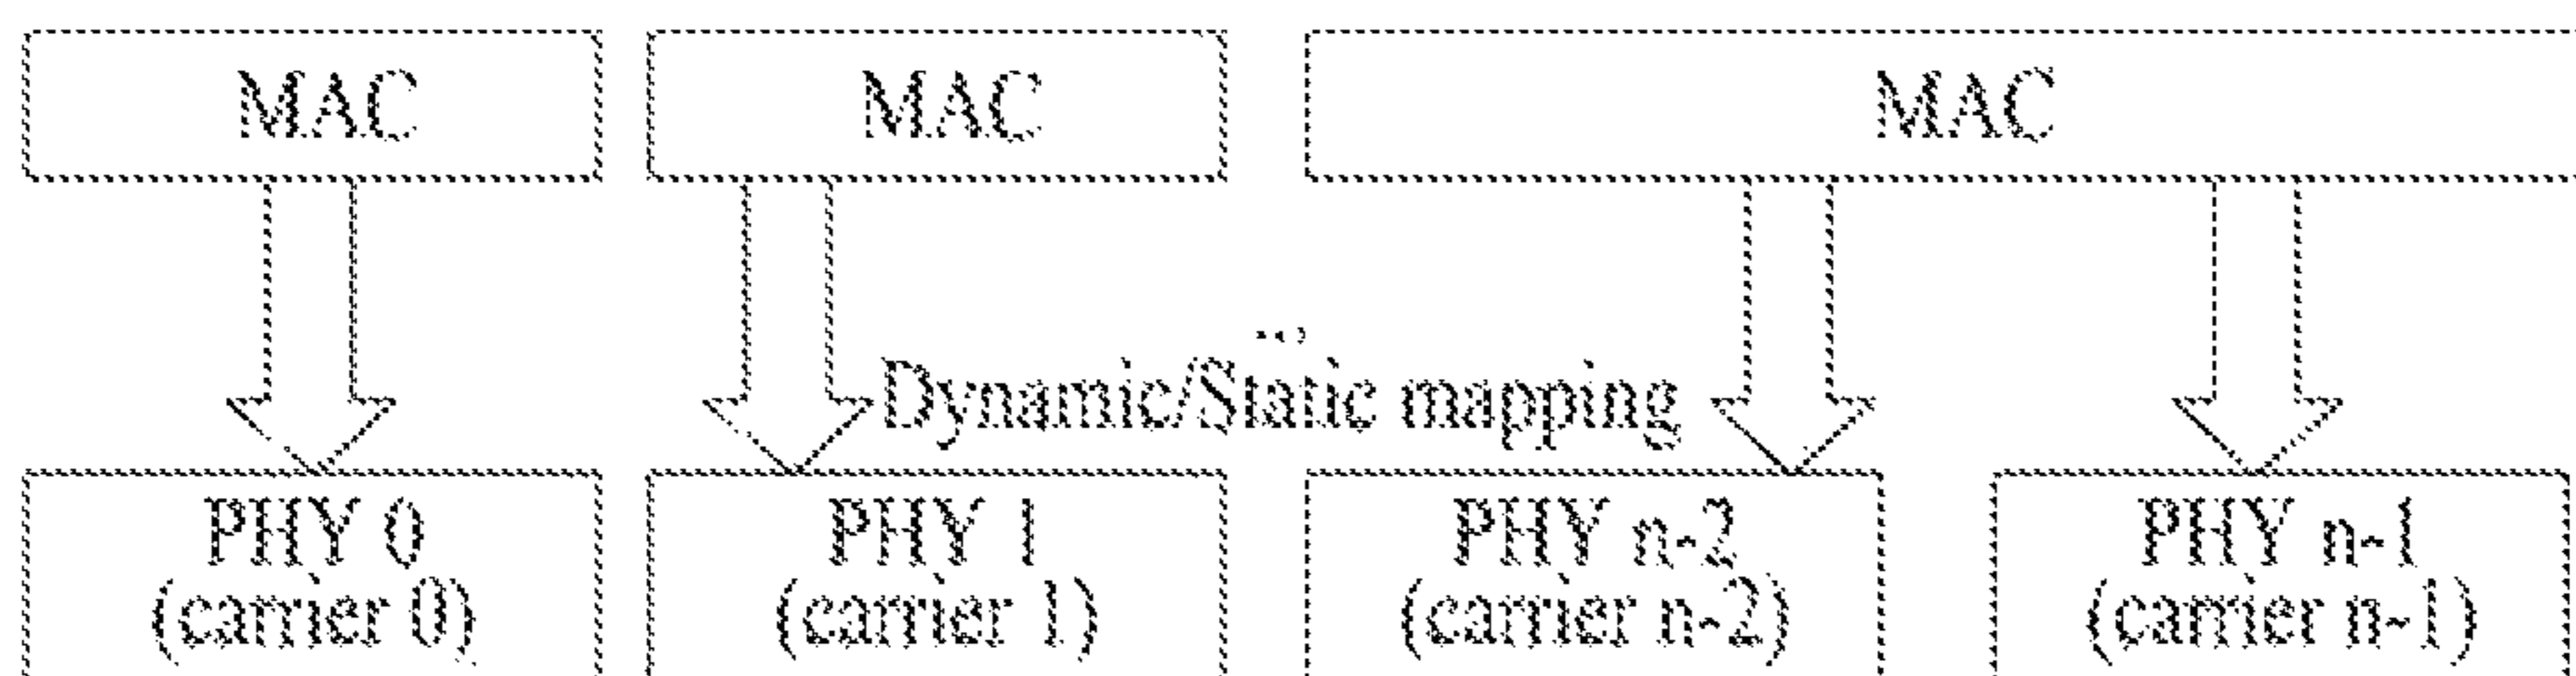 MAC
MAC
MAC
...
Dynamic/Static mapping
PHY 0
(carrier 0)
PHY 1
(carrier 1)
PHY n-2
(carrier n-2)
PHY n-1
(carrier n-1)